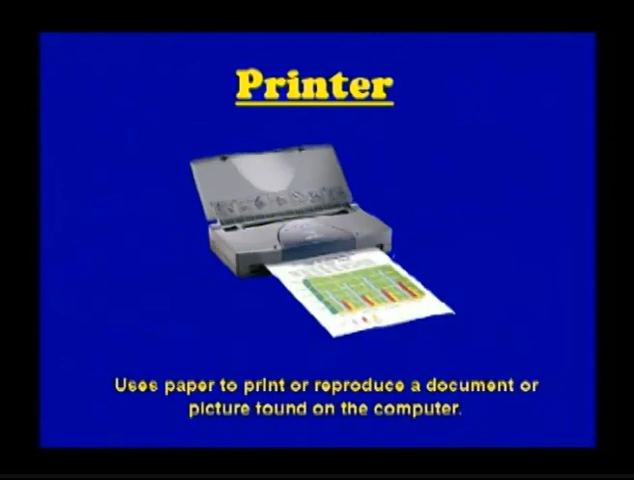 Printer
Uses paper to print or reproduce a document or
picture found on the computer.